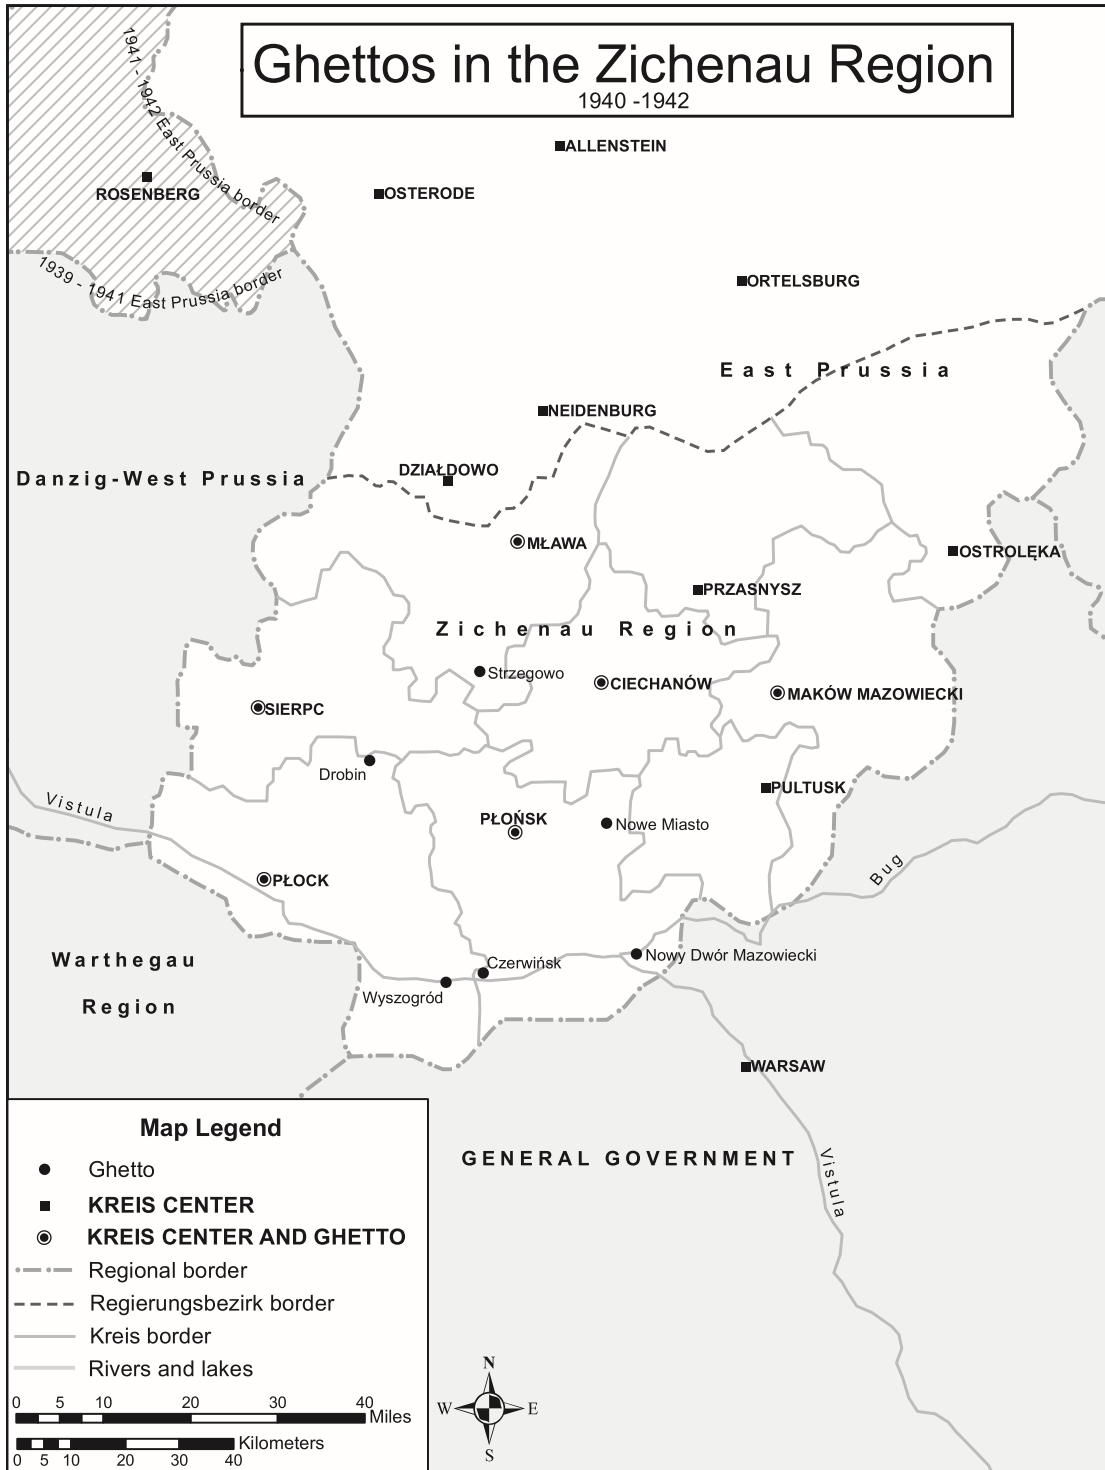 Ghettos in the Zichenau Region
1940 -1942
1941 - 1942 East Prussia border
ALLENSTEIN
ROSENBERG
OSTERODE
1939 - 1941 East Prussia border
ORTELSBURG
East Prussia
NEIDENBURG
DZIAŁDOWO
Danzig-West Prussia
MŁAWA
OSTROLĘKA
PRZASNYSZ
Zichenau Region
Strzegowo
CIECHANÓW
MAKÓW MAZOWIECKI
SIERPC
Drobin
PUŁTUSK
Vistula
PŁOŃSK
Nowe Miasto
Bug
PŁOCK
Warthegau
Region
Czerwińsk
Nowy Dwór Mazowiecki
Wyszogród
WARSAW
GENERAL GOVERNMENT
Vistula
Map Legend
Ghetto
KREIS CENTER
KREIS CENTER AND GHETTO
Regional border
Regierungsbezirk border
Kreis border
Rivers and lakes
0 5 10 20 30 40
Miles
Kilometers
0 5 10 20 30 40
N
W E
S